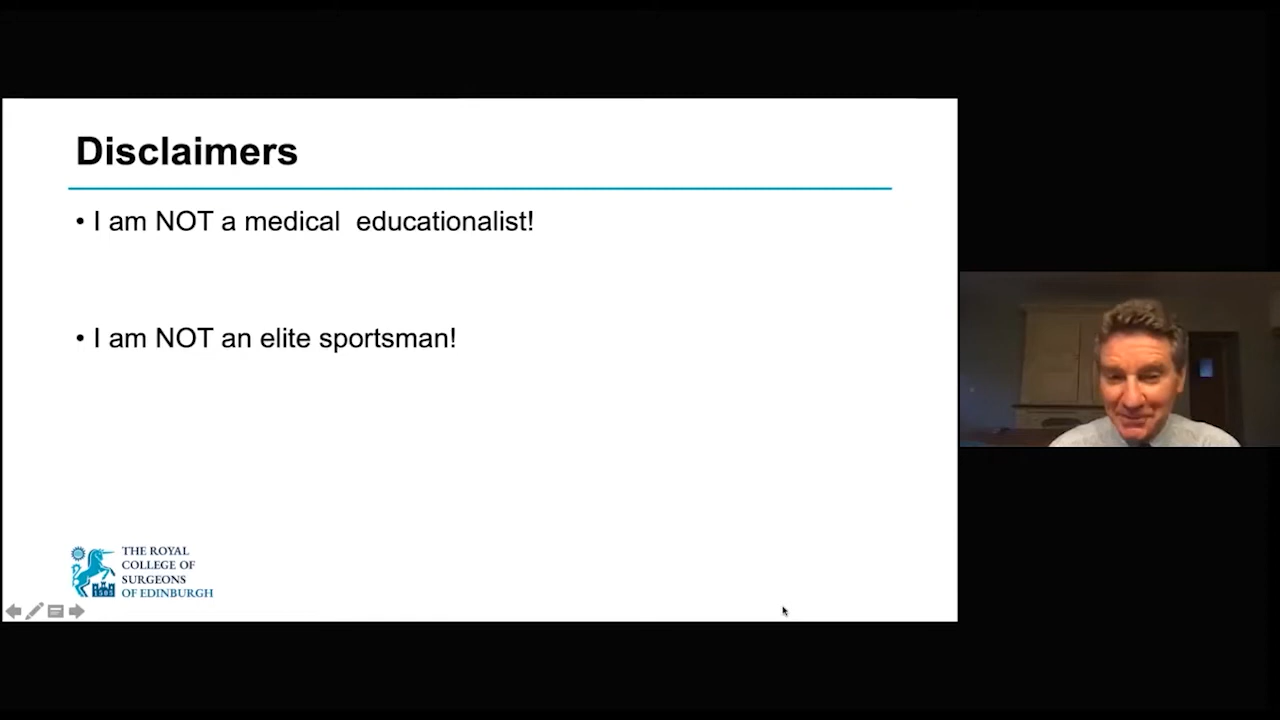 Disclaimers
• I am NOT a medical  educationalist!
• I am NOT an elite sportsman!
THE ROYAL
COLLEGE OF
SURGEONS
OF EDINBURGH